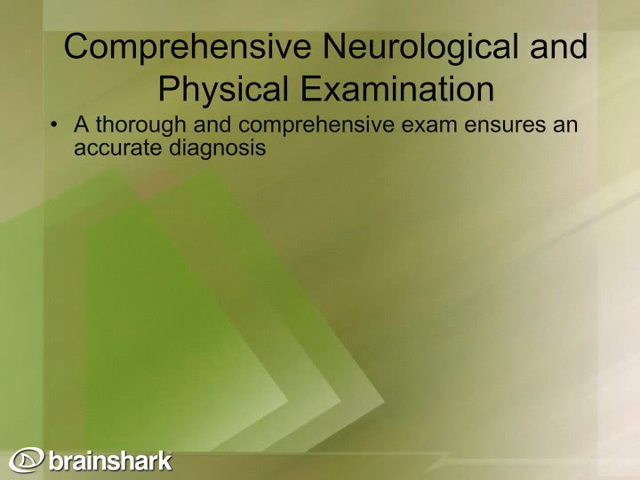 Comprehensive Neurological and
Physical Examination
• A thorough and comprehensive exam ensures an
accurate diagnosis
brainshark